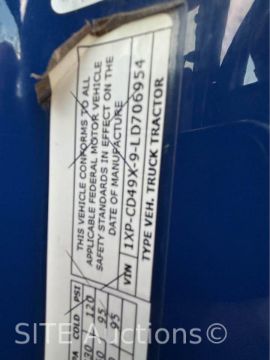 THIS VEHICLE CONFORMS TO ALL
APPLICABLE FEDERAL MOTOR VEHICLE
SAFETY STANDARDS IN EFFECT ON THE
DATE OF MANUFACTURE
VIN 1XP-CD49X-9-LD706954
TYPE VEH. TRUCK TRACTOR
COLD PSI
120
95
95
SITE Auctions(c)